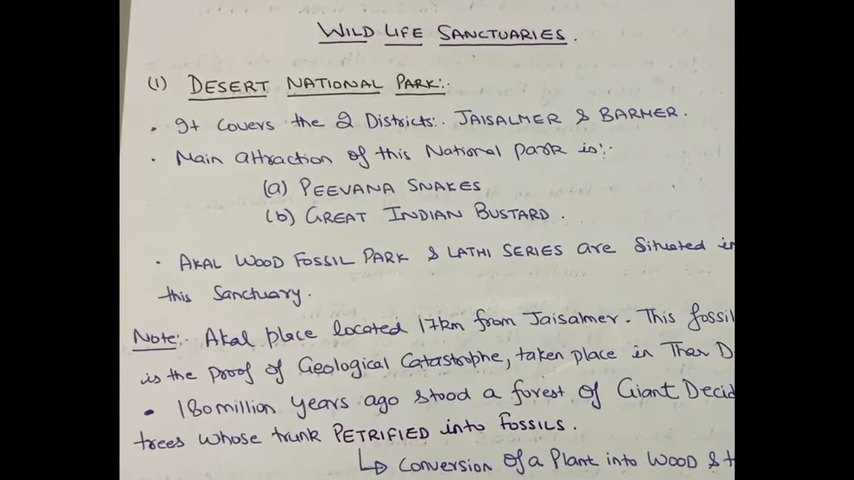 WILD LIFE SANCTUARIES.
(1) DESERT NATIONAL PARK:-
• It covers the 2 Districts:. JAISALMER & BARMER.
• Main attraction of this National park is:-
(a) PEEVANA SNAKES
(b) GREAT INDIAN BUSTARD.
• AKAL WOOD FOSSIL PARK & LATHI SERIES are situated in
this Sanctuary.
Note:- Akal place located 17km from Jaisalmer. This fossil
is the proof of Geological Catastrophe, taken place in Thar D
• 180 million years ago stood a forest of Giant Decid
trees whose trunk PETRIFIED into FOSSILS.
↳ Conversion of a Plant into WOOD & t